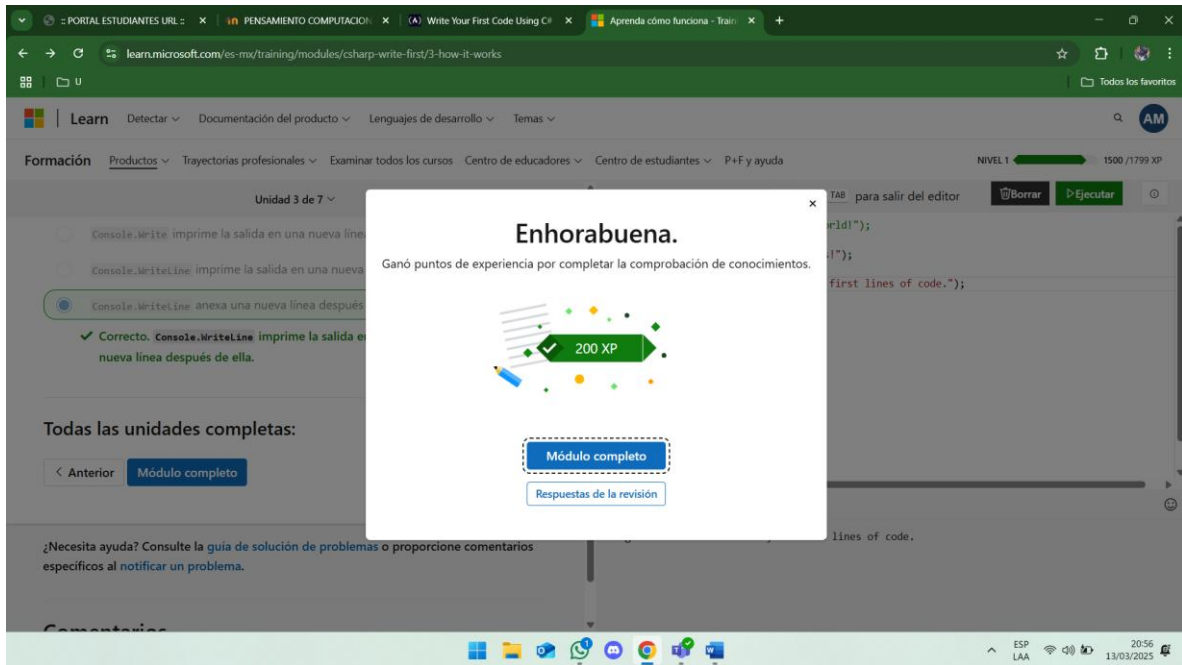 :: PORTAL ESTUDIANTES URL ::
PENSAMIENTO COMPUTACION
Write Your First Code Using C#
Aprenda cómo funciona - Traini
learn.microsoft.com/es-mx/training/modules/csharp-write-first/3-how-it-works
U
Todos los favoritos
Learn Detectar Documentación del producto Lenguajes de desarrollo Temas
AM
Formación Productos Trayectorias profesionales Examinar todos los cursos Centro de educadores Centro de estudiantes P+F y ayuda
NIVEL 1 1500 /1799 XP
Unidad 3 de 7
TAB para salir del editor Borrar Ejecutar
Console.Write imprime la salida en una nueva líne
Console.WriteLine imprime la salida en una nueva
Console.WriteLine anexa una nueva línea después
Correcto. Console.WriteLine imprime la salida e
nueva línea después de ella.
Todas las unidades completas:
Anterior Módulo completo
¿Necesita ayuda? Consulte la guía de solución de problemas o proporcione comentarios
específicos al notificar un problema.
Comentarios
Enhorabuena.
Ganó puntos de experiencia por completar la comprobación de conocimientos.
200 XP
Módulo completo
Respuestas de la revisión
rld!");
!");
first lines of code.");
lines of code.
ESP
LAA
20:56
13/03/2025